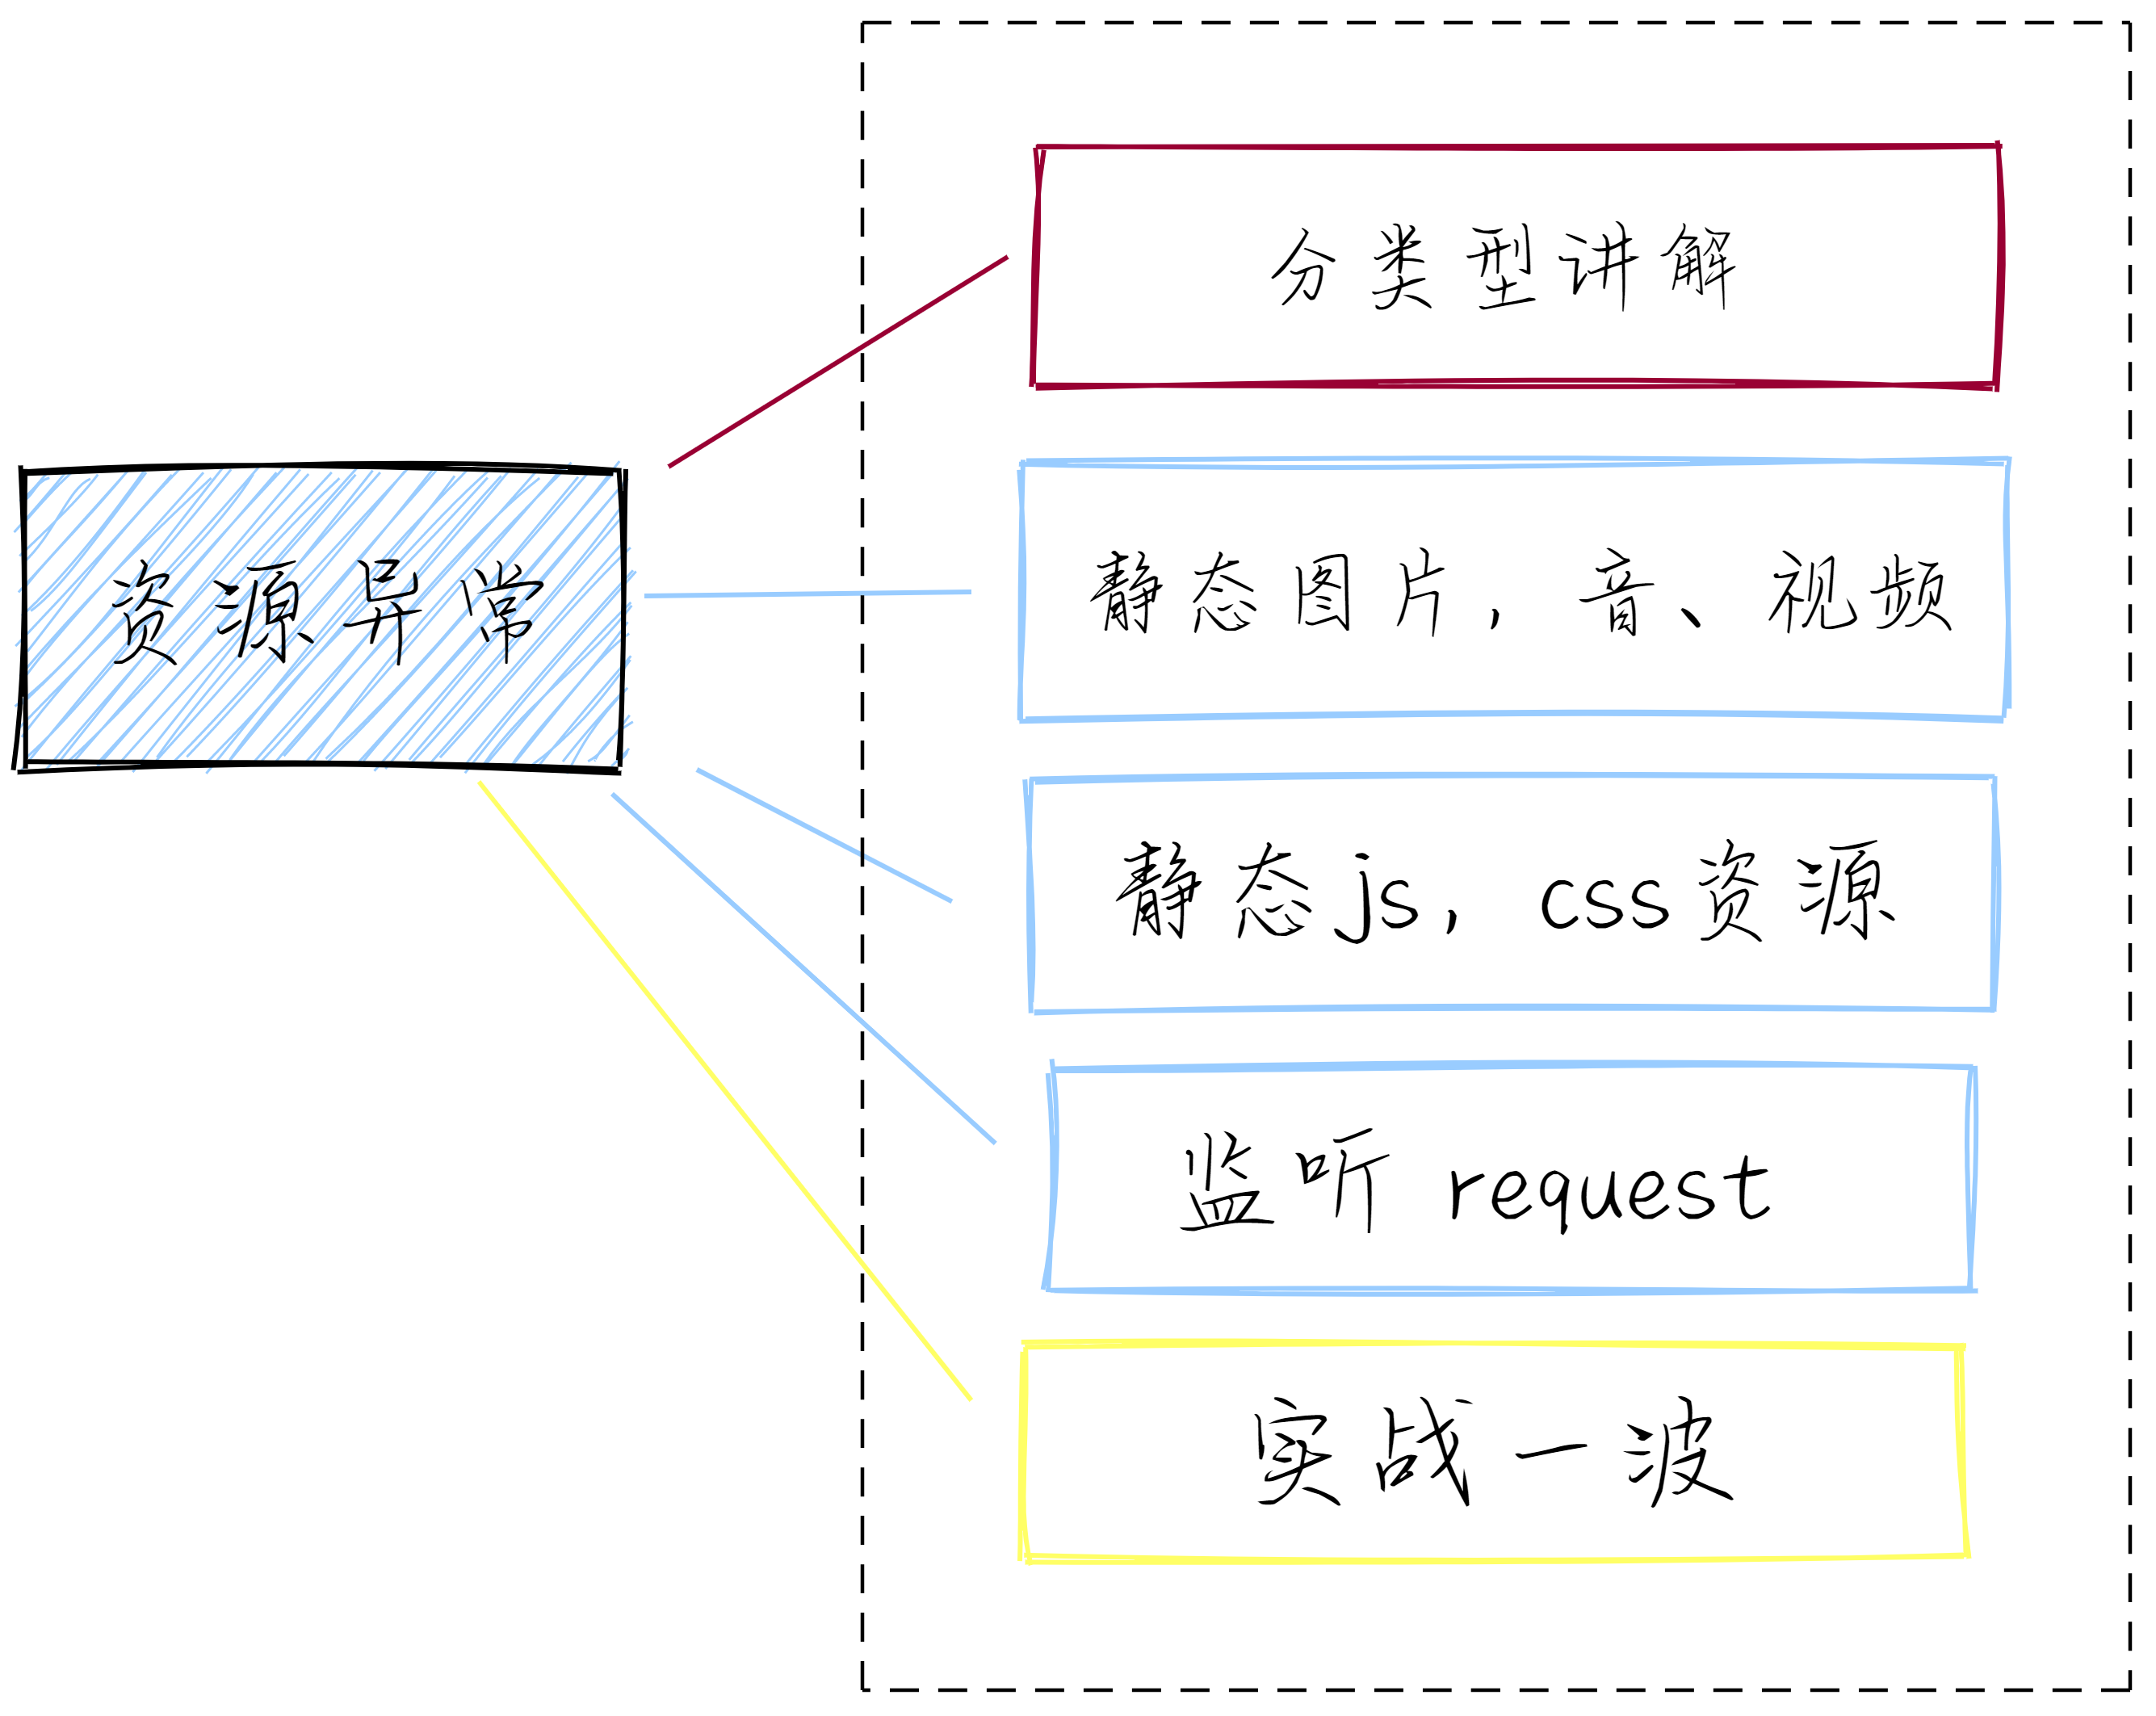 分类型讲解
资源异常
静态图片，音、视频
静态js，css资源
监听 request
实战一波